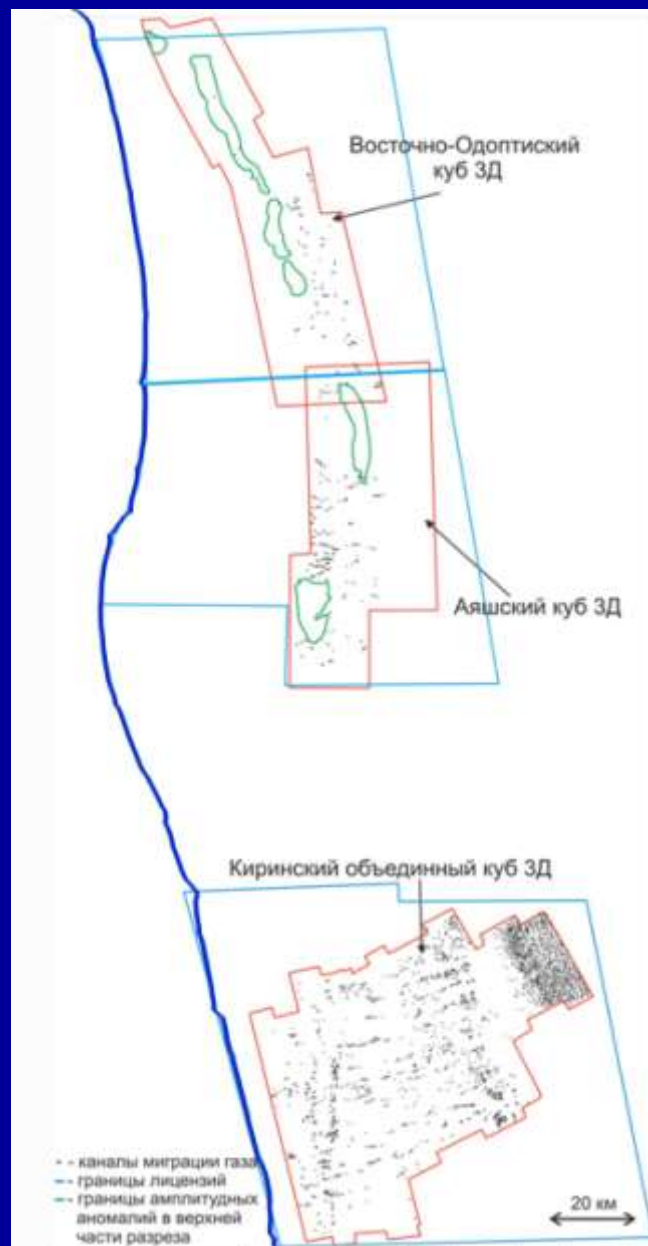 Восточно-Одоптиский
куб 3Д
Аяшский куб 3Д
Киринский объединный куб 3Д
- - каналы миграции газа
- - границы лицензий
- - границы амплитудных
аномалий в верхней
части разреза
20 км